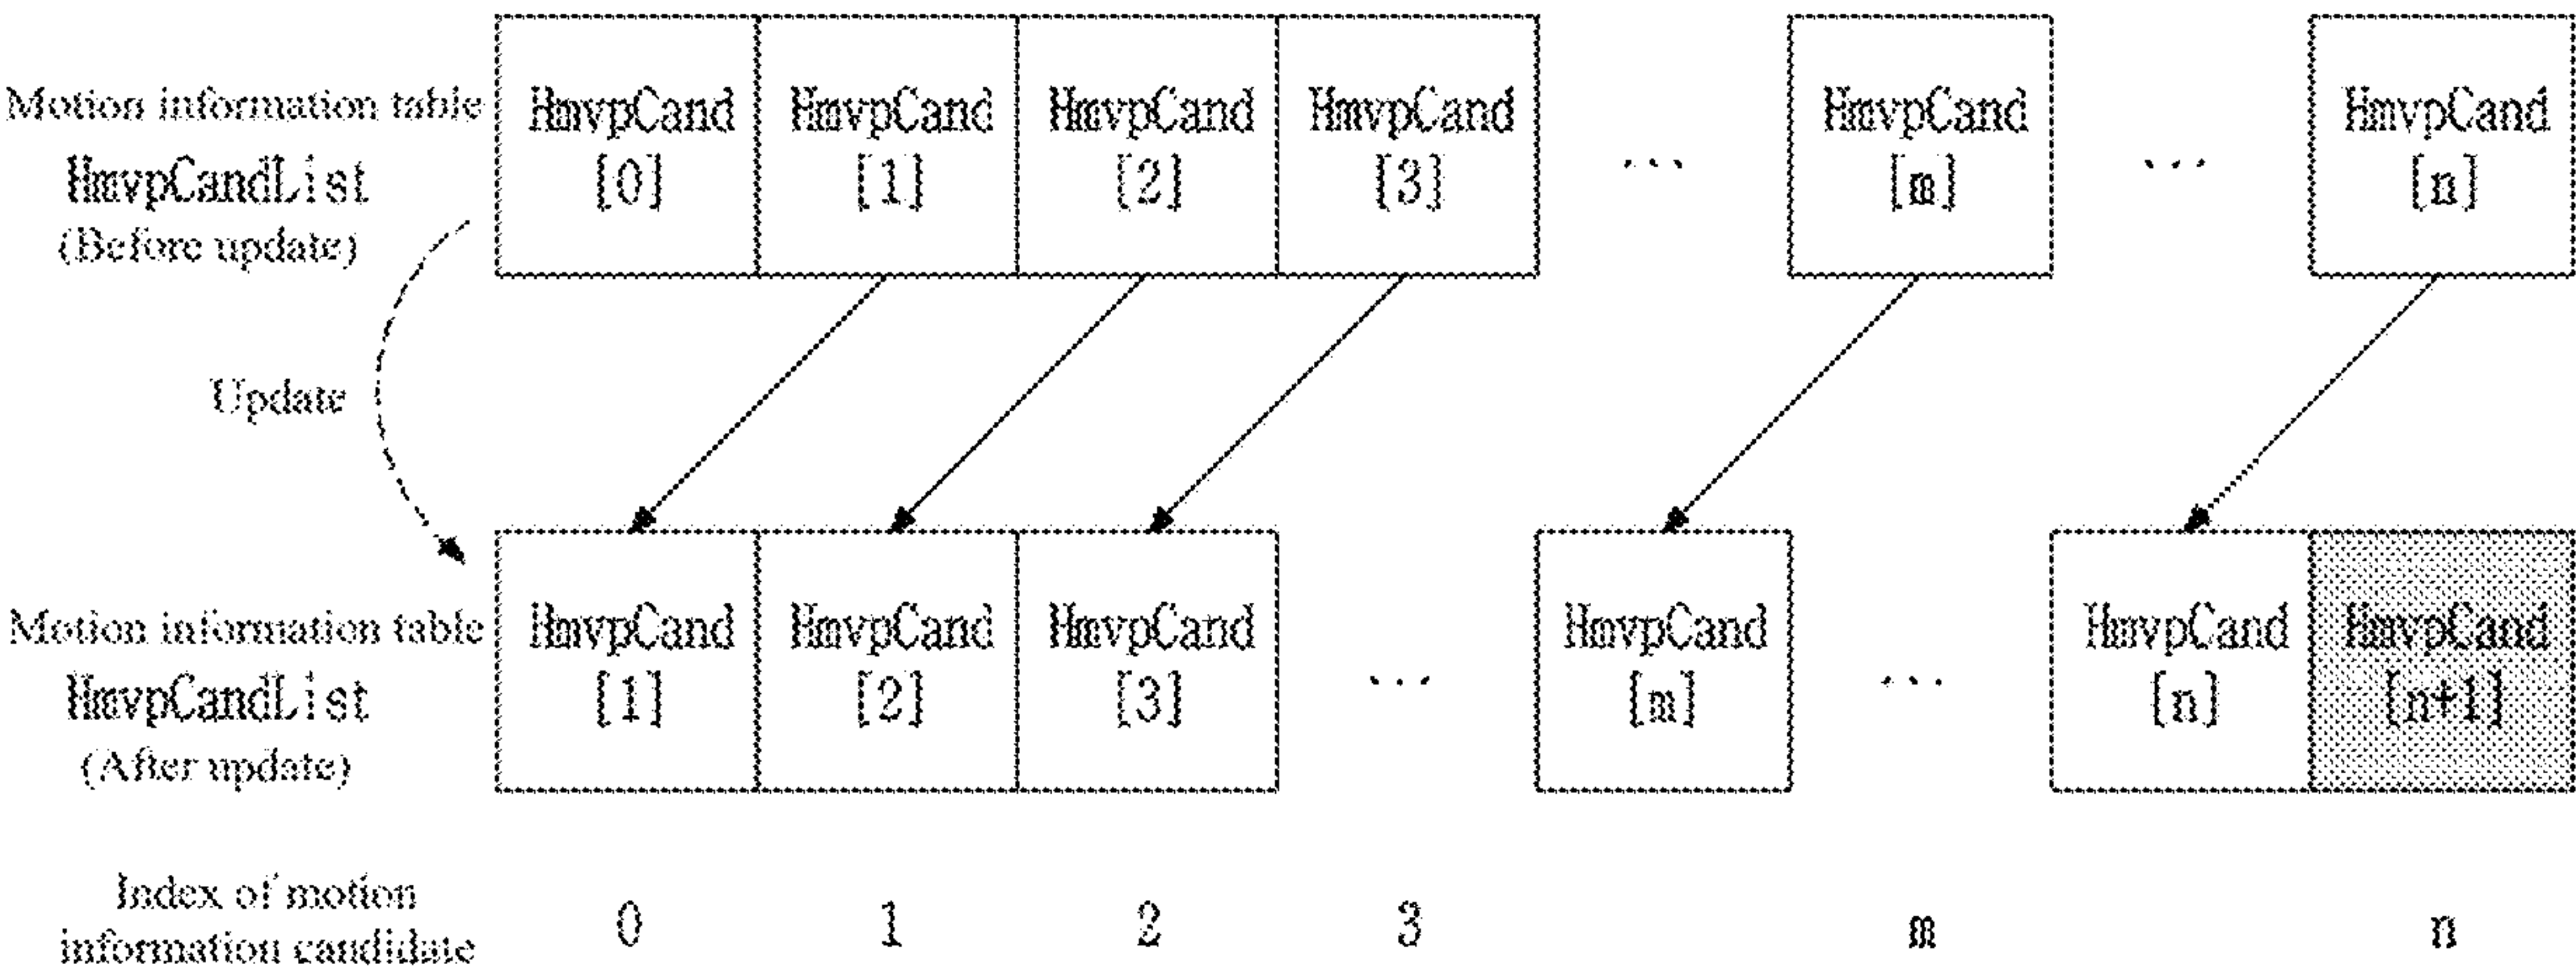 Motion information table
HmvpCandList
(Before update)
HmvpCand [0]
HmvpCand [1]
HmvpCand [2]
HmvpCand [3]
...
HmvpCand [m]
...
HmvpCand [n]
Update
Motion information table
HmvpCandList
(After update)
HmvpCand [1]
HmvpCand [2]
HmvpCand [3]
...
HmvpCand [m]
...
HmvpCand [n]
HmvpCand [n+1]
Index of motion
information candidate
0 1 2 3 m n